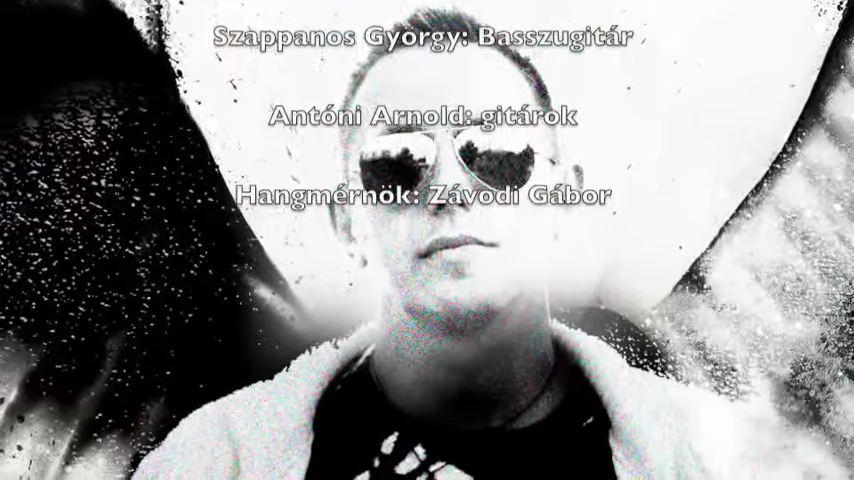 Szappanos György: Basszugitár
Antóni Arnold: gitárok
Hangmérnök: Závodi Gábor